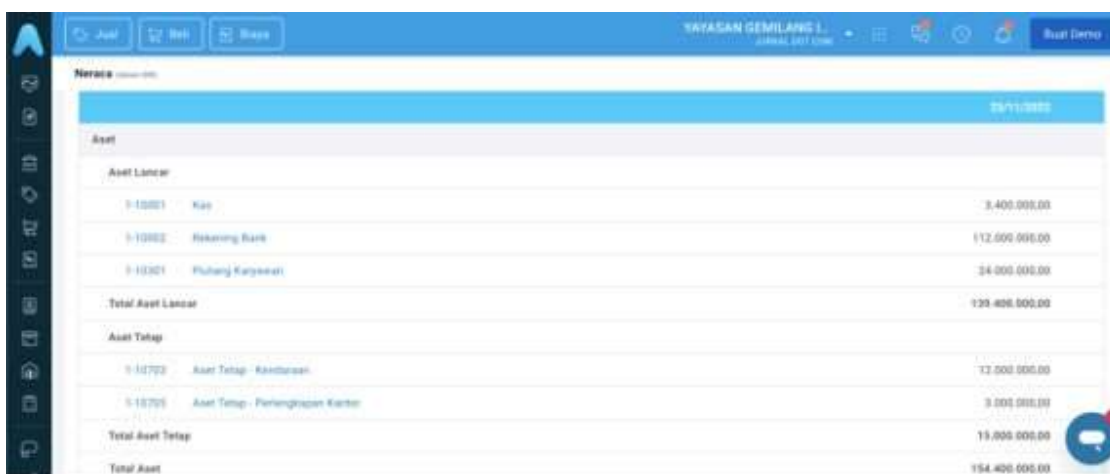 Jual Beli Biaya YAYASAN GEMILANG I... Buat Demo
Neraca
Aset
Aset Lancar
1-10001 Kas 3.400.000,00
1-10002 Rekening Bank 112.000.000,00
1-10301 Piutang Karyawan 24.000.000,00
Total Aset Lancar 139.400.000,00
Aset Tetap
1-10703 Aset Tetap - Kendaraan 12.000.000,00
1-10705 Aset Tetap - Perlengkapan Kantor 3.000.000,00
Total Aset Tetap 15.000.000,00
Total Aset 154.400.000,00